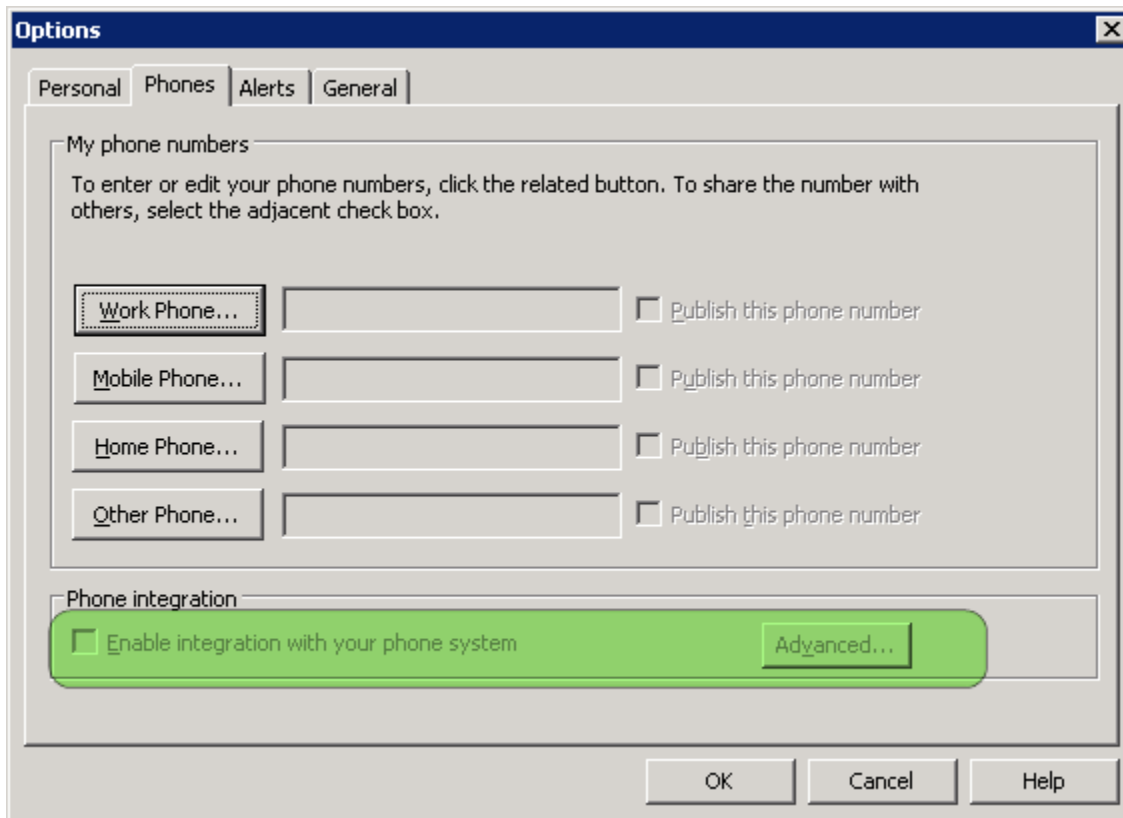 Options
Personal Phones Alerts General
My phone numbers
To enter or edit your phone numbers, click the related button. To share the number with
others, select the adjacent check box.
Work Phone... Publish this phone number
Mobile Phone... Publish this phone number
Home Phone... Publish this phone number
Other Phone... Publish this phone number
Phone integration
Enable integration with your phone system Advanced...
OK Cancel Help